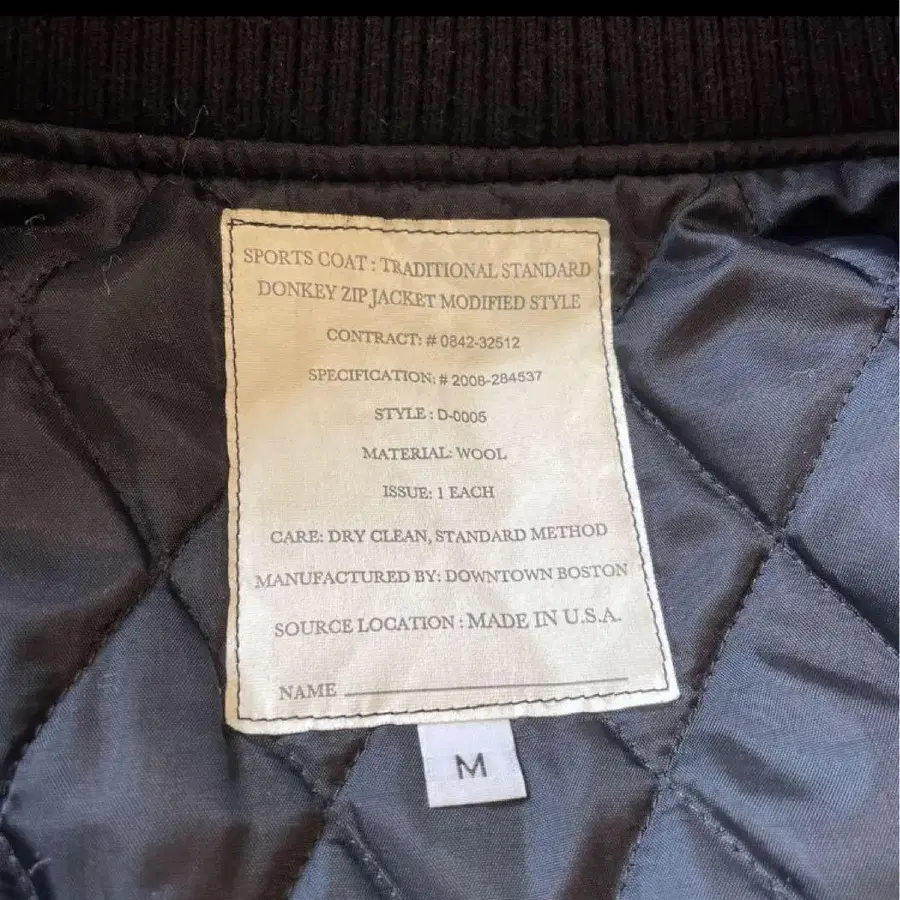 SPORTS COAT : TRADITIONAL STANDARD
DONKEY ZIP JACKET MODIFIED STYLE
CONTRACT: # 0842-32512
SPECIFICATION: # 2008-284537
STYLE : D-0005
MATERIAL: WOOL
ISSUE: 1 EACH
CARE: DRY CLEAN, STANDARD METHOD
MANUFACTURED BY: DOWNTOWN BOSTON
SOURCE LOCATION : MADE IN U.S.A.
NAME
M